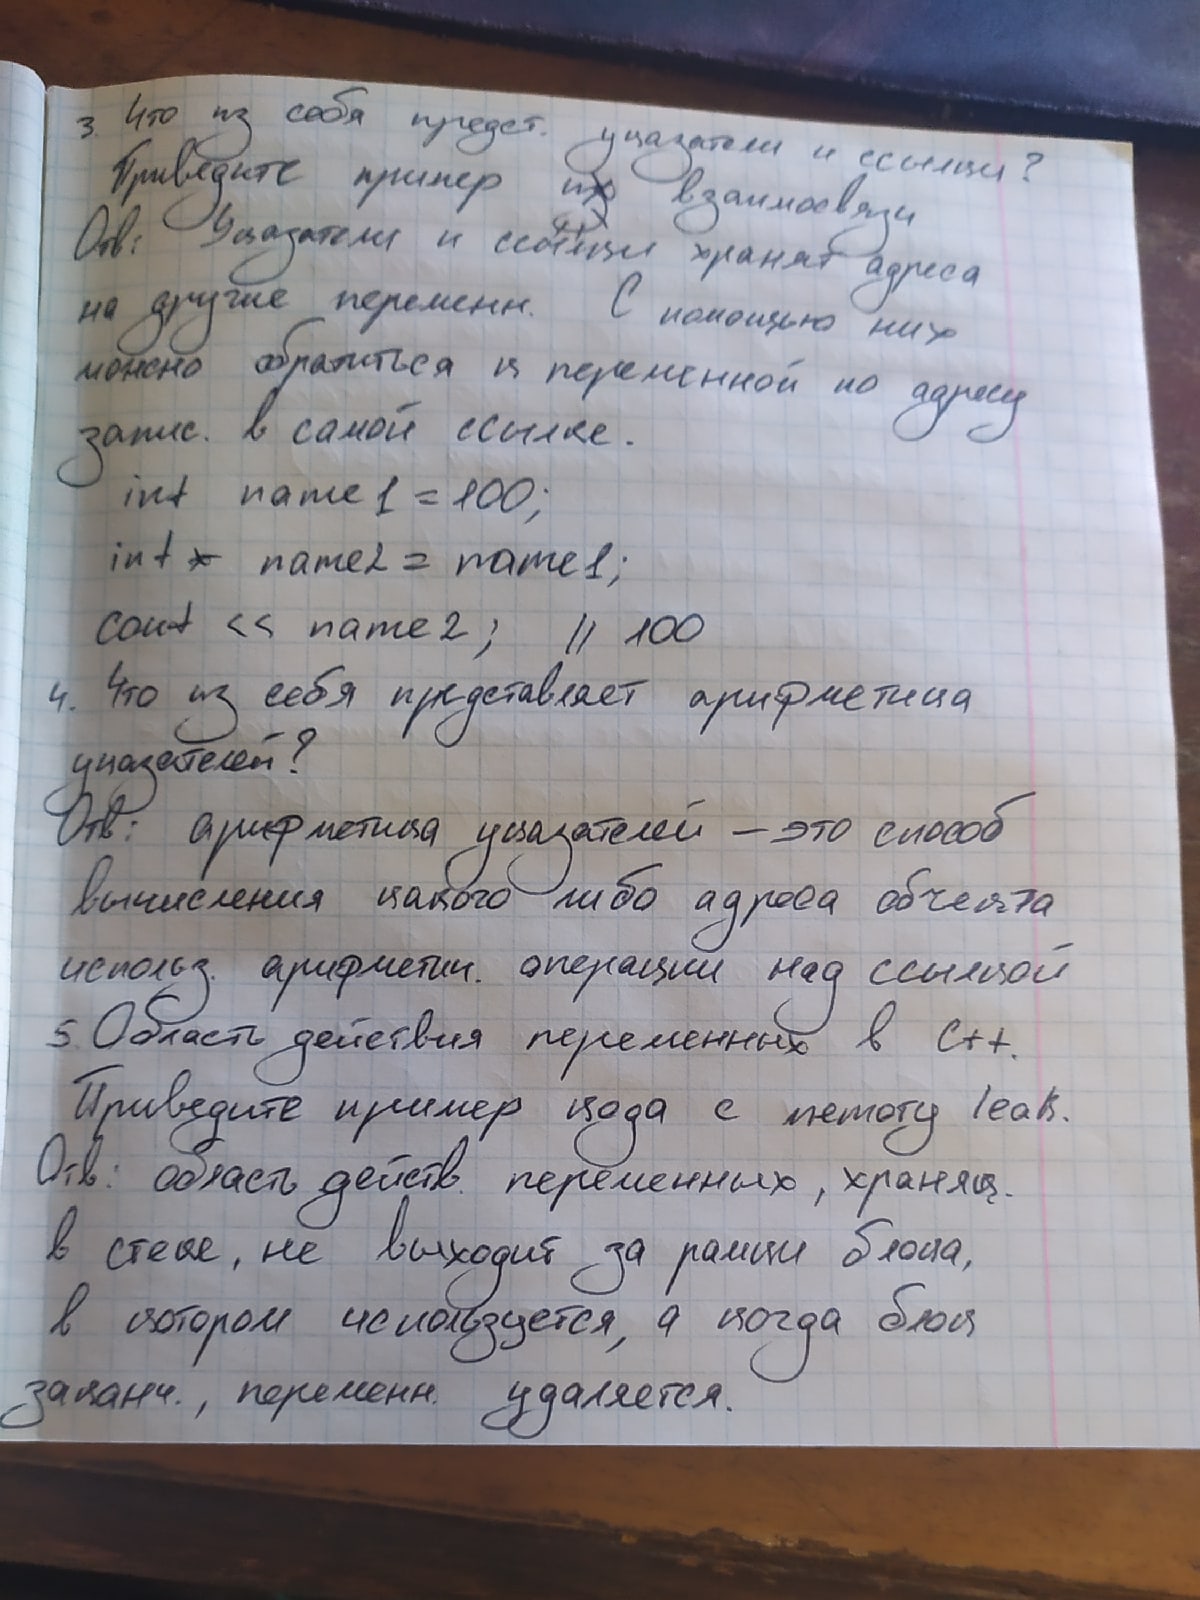 3. Что из себя предст. указатели и ссылки?
Приведите пример их взаимосвязи
Отв: Указатели и ссылки хранят адреса
на другие переменн. С помощью них
можно обратиться к переменной по адресу
запис. в самой ссылке.
int name1 = 100;
int* name2 = name1;
cout << name2; // 100
4. Что из себя представляет арифметика
указателей?
Отв: арифметика указателей – это способ
вычисления какого либо адреса обчекта
использ. арифметич. операции над ссылкой
5. Область действия переменных в C++.
Приведите пример кода с memory leak.
Отв: область действ. переменных, хранящ.
в стеке, не выходит за рамки блока,
в котором используется, а когда блок
заканч., переменн. удаляется.